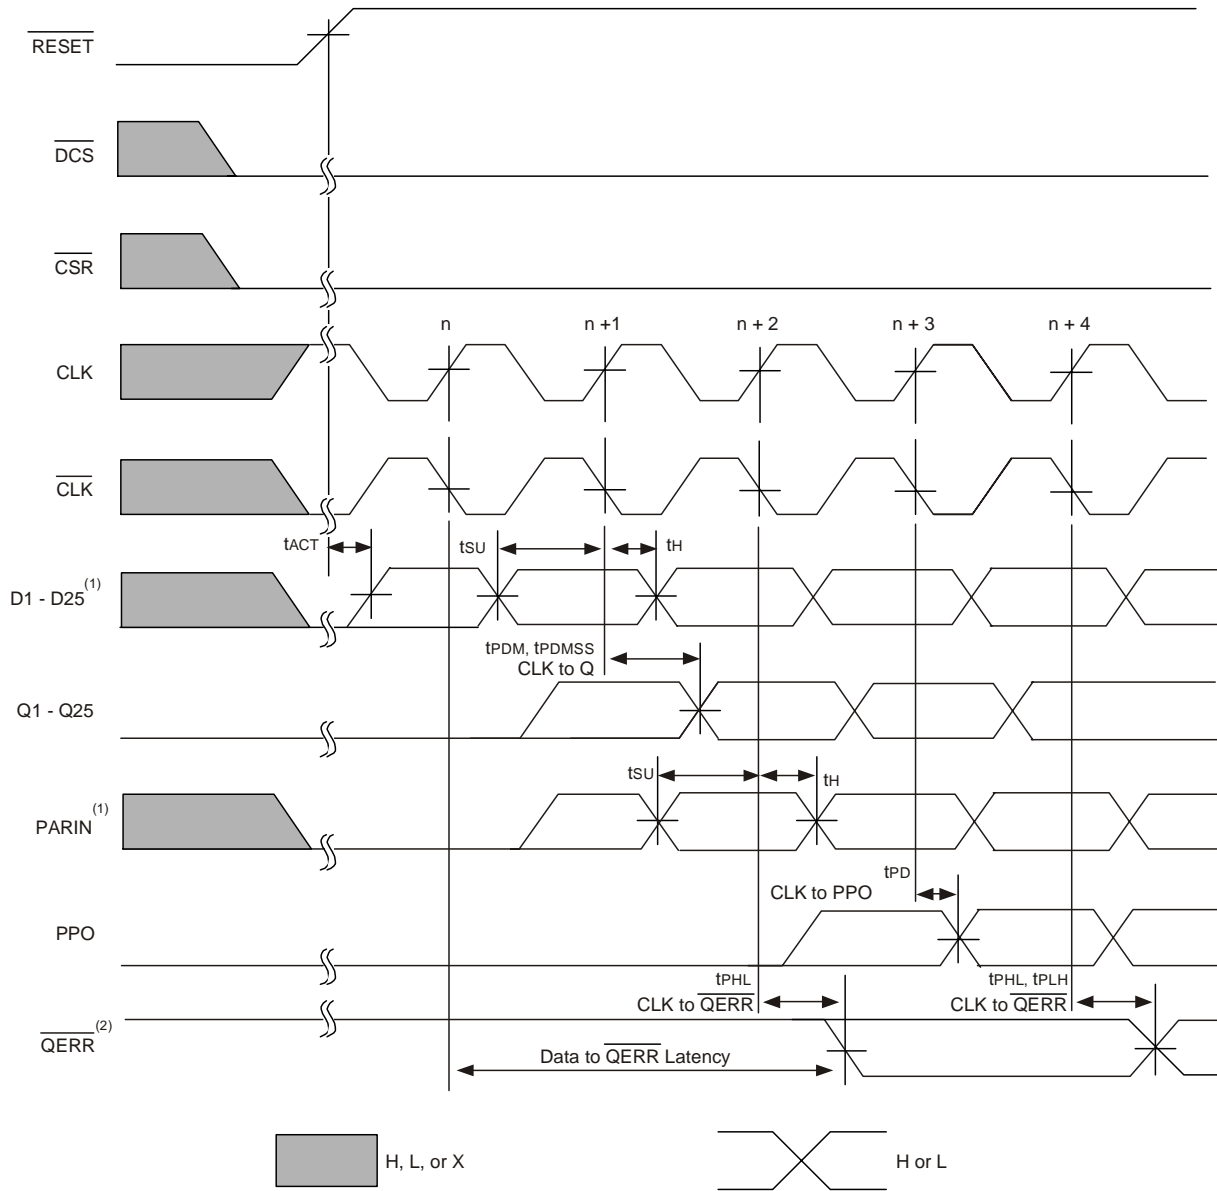 RESET
DCS
CSR
n n +1 n + 2 n + 3 n + 4
CLK
CLK
tACT tSU tH
D1 - D25(1)
tPDM, tPDMSS
CLK to Q
Q1 - Q25
tSU tH
PARIN(1)
tPD
CLK to PPO
PPO
tPHL tPHL, tPLH
CLK to QERR CLK to QERR
QERR(2)
Data to QERR Latency
H, L, or X H or L